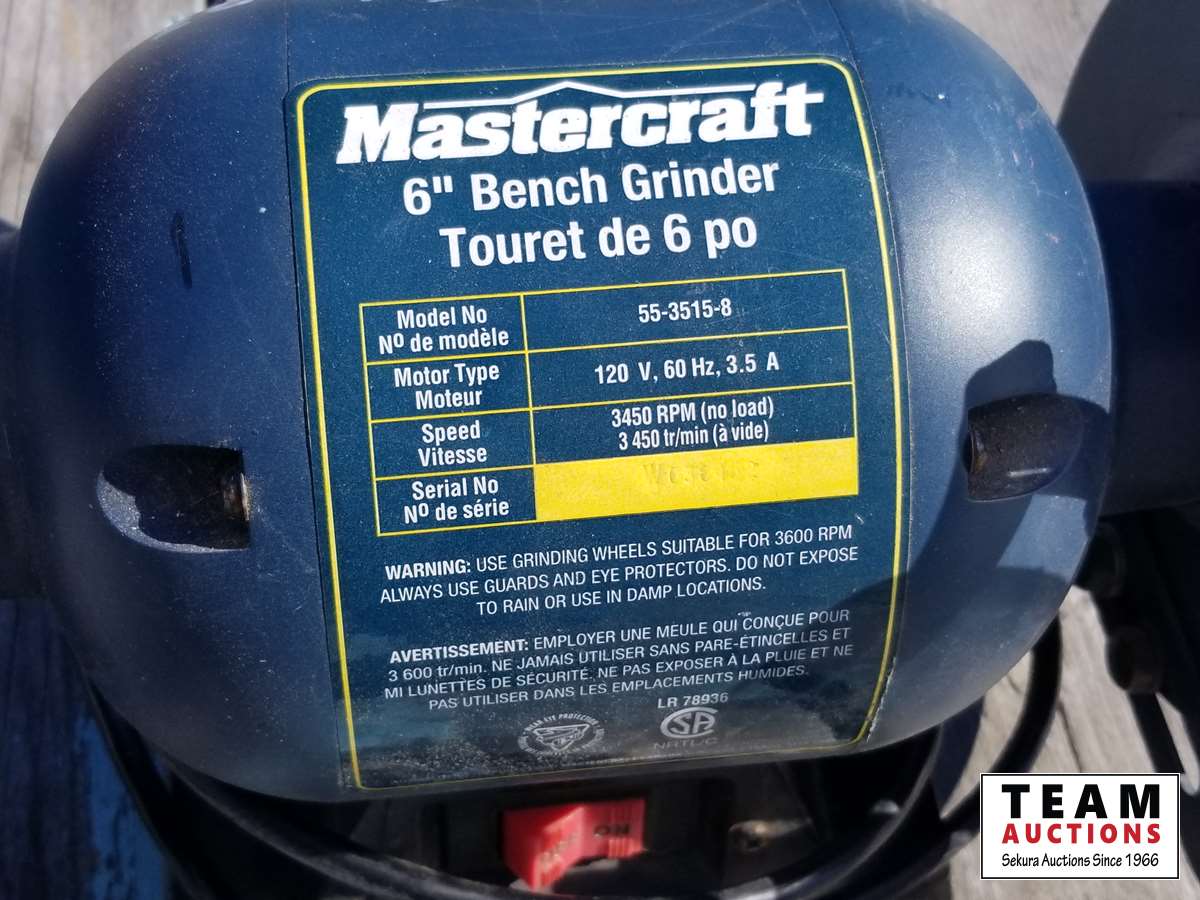 Mastercraft
6" Bench Grinder
Touret de 6 po
Model No
Nº de modèle
55-3515-8
Motor Type
Moteur
120 V, 60 Hz, 3.5 A
Speed
Vitesse
3450 RPM (no load)
3 450 tr/min (à vide)
Serial No
Nº de série
WARNING: USE GRINDING WHEELS SUITABLE FOR 3600 RPM
ALWAYS USE GUARDS AND EYE PROTECTORS. DO NOT EXPOSE
TO RAIN OR USE IN DAMP LOCATIONS.
AVERTISSEMENT: EMPLOYER UNE MEULE QUI CONÇUE POUR
3 600 tr/min. NE JAMAIS UTILISER SANS PARE-ÉTINCELLES ET
MI LUNETTES DE SÉCURITÉ. NE PAS EXPOSER À LA PLUIE ET NE
PAS UTILISER DANS LES EMPLACEMENTS HUMIDES.
LR 78936
WEAR EYE PROTECTION
SA
NRTL/C
ON
TEAM
AUCTIONS
Sekura Auctions Since 1966